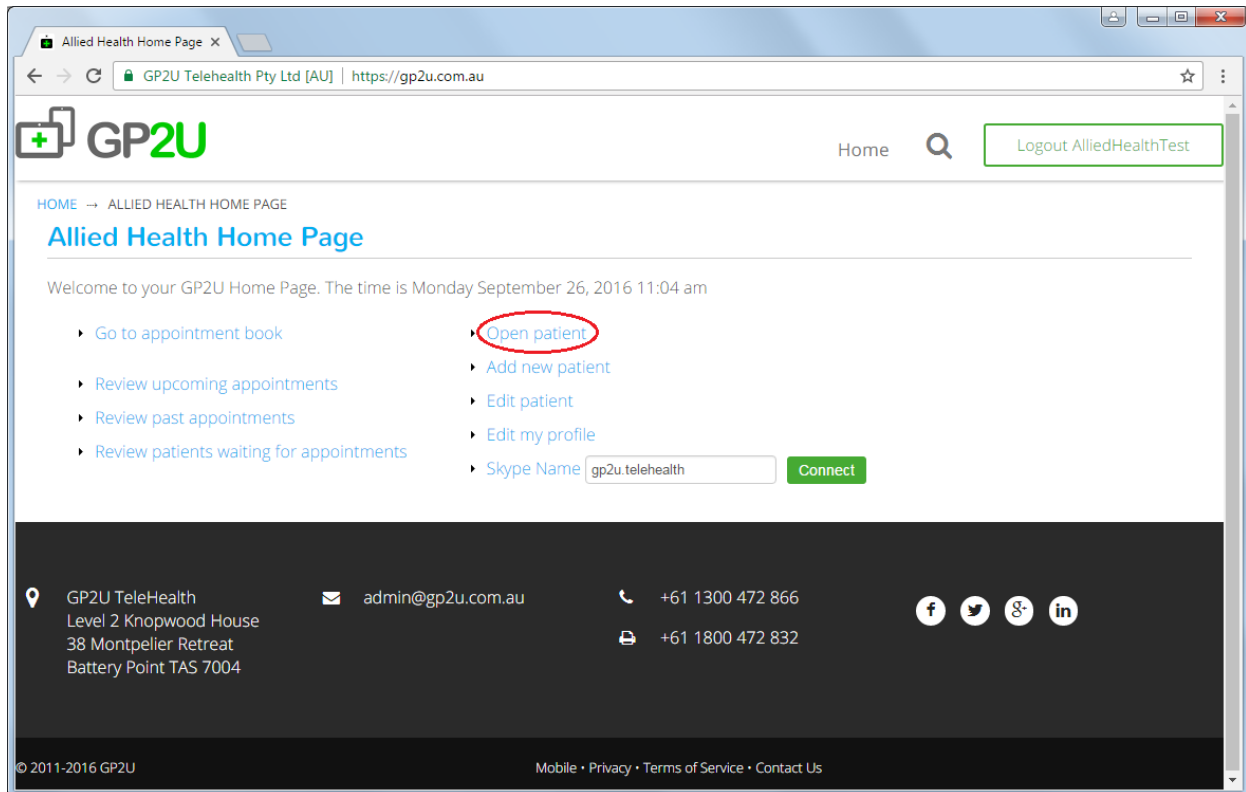 Allied Health Home Page
GP2U Telehealth Pty Ltd [AU] | https://gp2u.com.au
GP2U
Home
Logout AlliedHealthTest
HOME → ALLIED HEALTH HOME PAGE
Allied Health Home Page
Welcome to your GP2U Home Page. The time is Monday September 26, 2016 11:04 am
Go to appointment book
Review upcoming appointments
Review past appointments
Review patients waiting for appointments
Open patient
Add new patient
Edit patient
Edit my profile
Skype Name gp2u.telehealth Connect
GP2U TeleHealth
Level 2 Knopwood House
38 Montpelier Retreat
Battery Point TAS 7004
admin@gp2u.com.au
+61 1300 472 866
+61 1800 472 832
© 2011-2016 GP2U
Mobile • Privacy • Terms of Service • Contact Us